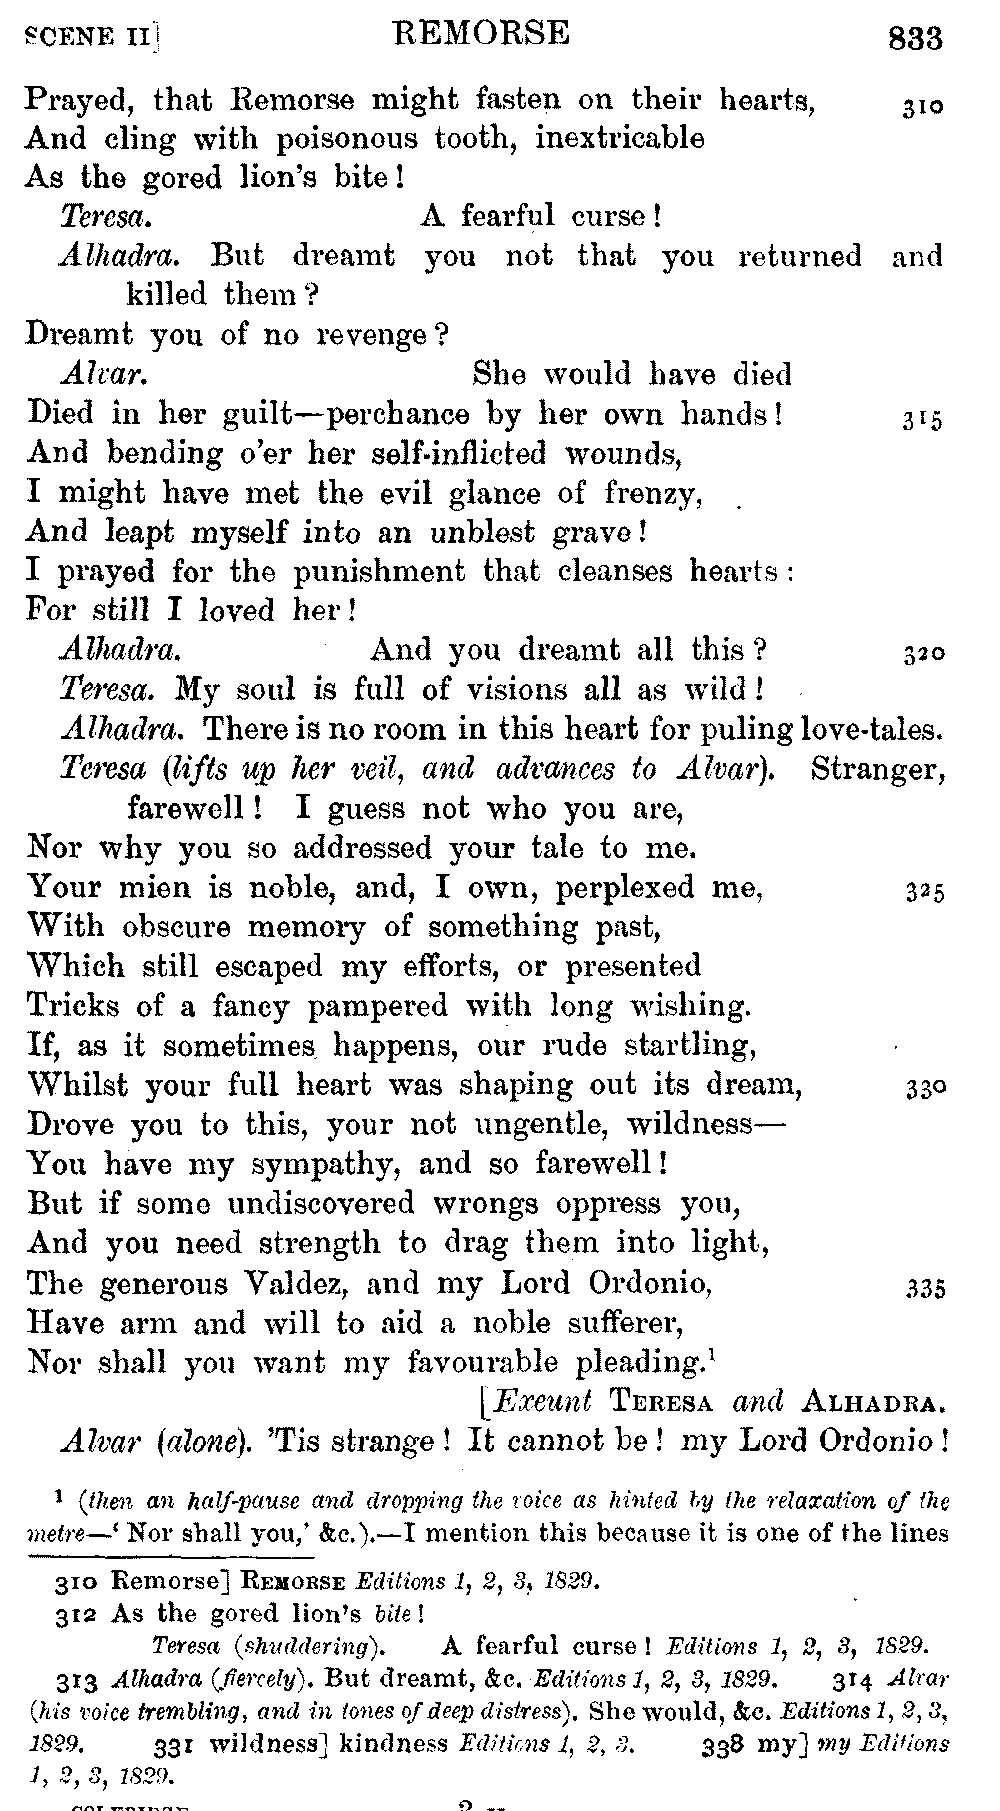 SCENE II] REMORSE 833
Prayed, that Remorse might fasten on their hearts, 310
And cling with poisonous tooth, inextricable
As the gored lion's bite!
Teresa. A fearful curse!
Alhadra. But dreamt you not that you returned and
killed them?
Dreamt you of no revenge?
Alvar. She would have died
Died in her guilt—perchance by her own hands! 315
And bending o'er her self-inflicted wounds,
I might have met the evil glance of frenzy,
And leapt myself into an unblest grave!
I prayed for the punishment that cleanses hearts:
For still I loved her!
Alhadra. And you dreamt all this? 320
Teresa. My soul is full of visions all as wild!
Alhadra. There is no room in this heart for puling love-tales.
Teresa (lifts up her veil, and advances to Alvar). Stranger,
farewell! I guess not who you are,
Nor why you so addressed your tale to me.
Your mien is noble, and, I own, perplexed me, 325
With obscure memory of something past,
Which still escaped my efforts, or presented
Tricks of a fancy pampered with long wishing.
If, as it sometimes happens, our rude startling,
Whilst your full heart was shaping out its dream, 330
Drove you to this, your not ungentle, wildness—
You have my sympathy, and so farewell!
But if some undiscovered wrongs oppress you,
And you need strength to drag them into light,
The generous Valdez, and my Lord Ordonio, 335
Have arm and will to aid a noble sufferer,
Nor shall you want my favourable pleading.¹
[Exeunt TERESA and ALHADRA.
Alvar (alone). 'Tis strange! It cannot be! my Lord Ordonio!
¹ (then an half-pause and dropping the voice as hinted by the relaxation of the
metre—'Nor shall you,' &c.).—I mention this because it is one of the lines
310 Remorse] REMORSE Editions 1, 2, 3, 1829.
312 As the gored lion's bite!
Teresa (shuddering). A fearful curse! Editions 1, 2, 3, 1829.
313 Alhadra (fiercely). But dreamt, &c. Editions 1, 2, 3, 1829. 314 Alvar
(his voice trembling, and in tones of deep distress). She would, &c. Editions 1, 2, 3,
1829. 331 wildness] kindness Editions 1, 2, 3. 338 my] my Editions
1, 2, 3, 1829.